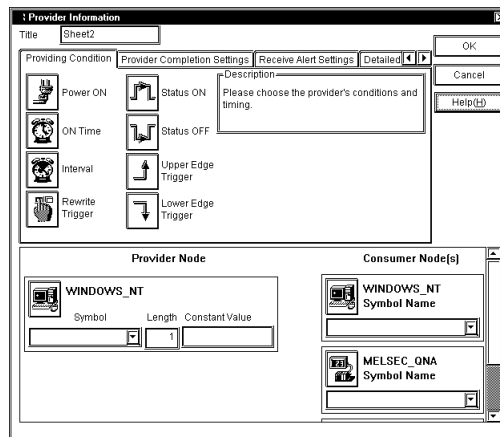 Provider Information
Title Sheet2
OK
Cancel
Help(H)
Providing Condition Provider Completion Settings Receive Alert Settings Detailed
Power ON
Status ON
ON Time
Status OFF
Interval
Upper Edge
Trigger
Rewrite
Trigger
Lower Edge
Trigger
Description
Please choose the provider's conditions and
timing.
Provider Node
WINDOWS_NT
Symbol Length Constant Value
1
Consumer Node(s)
WINDOWS_NT
Symbol Name
MELSEC_QNA
Symbol Name